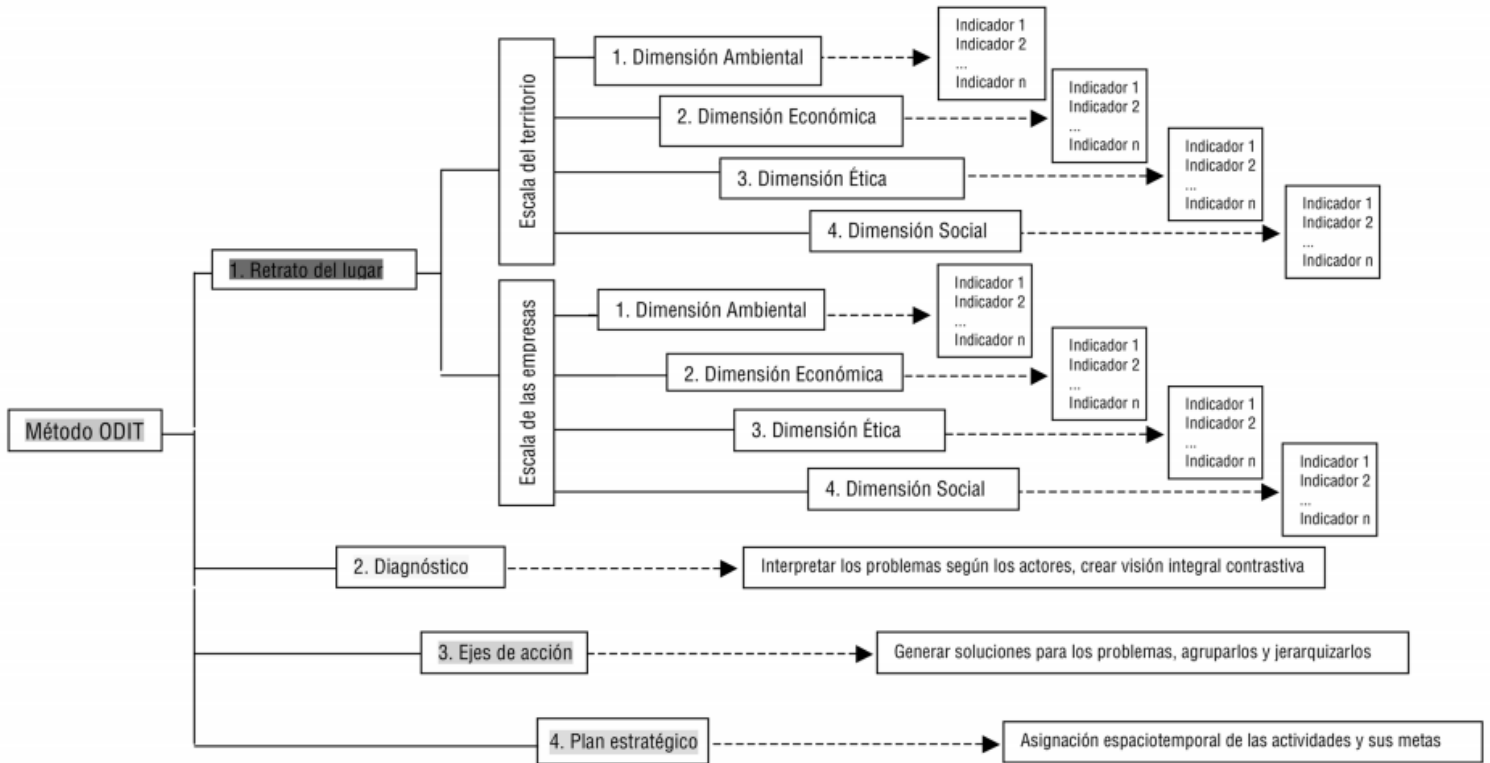 Método ODIT
1. Retrato del lugar
Escala del territorio
1. Dimensión Ambiental
Indicador 1
Indicador 2
...
Indicador n
2. Dimensión Económica
Indicador 1
Indicador 2
...
Indicador n
3. Dimensión Ética
Indicador 1
Indicador 2
...
Indicador n
4. Dimensión Social
Indicador 1
Indicador 2
...
Indicador n
Escala de las empresas
1. Dimensión Ambiental
Indicador 1
Indicador 2
...
Indicador n
2. Dimensión Económica
Indicador 1
Indicador 2
...
Indicador n
3. Dimensión Ética
Indicador 1
Indicador 2
...
Indicador n
4. Dimensión Social
Indicador 1
Indicador 2
...
Indicador n
2. Diagnóstico
Interpretar los problemas según los actores, crear visión integral contrastiva
3. Ejes de acción
Generar soluciones para los problemas, agruparlos y jerarquizarlos
4. Plan estratégico
Asignación espaciotemporal de las actividades y sus metas